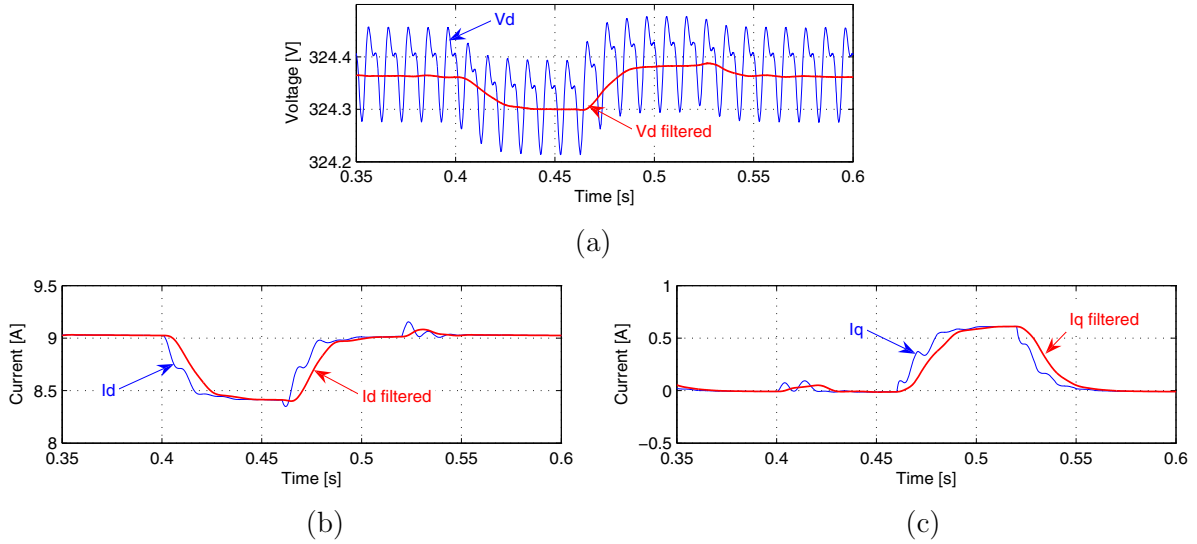 Vd
324.4
324.3
324.2
Voltage [V]
Vd filtered
0.35 0.4 0.45 0.5 0.55 0.6
Time [s]
(a)
9.5
9
8.5
8
Current [A]
Id
Id filtered
0.35 0.4 0.45 0.5 0.55 0.6
Time [s]
(b)
1
0.5
0
−0.5
Current [A]
Iq
Iq filtered
0.35 0.4 0.45 0.5 0.55 0.6
Time [s]
(c)